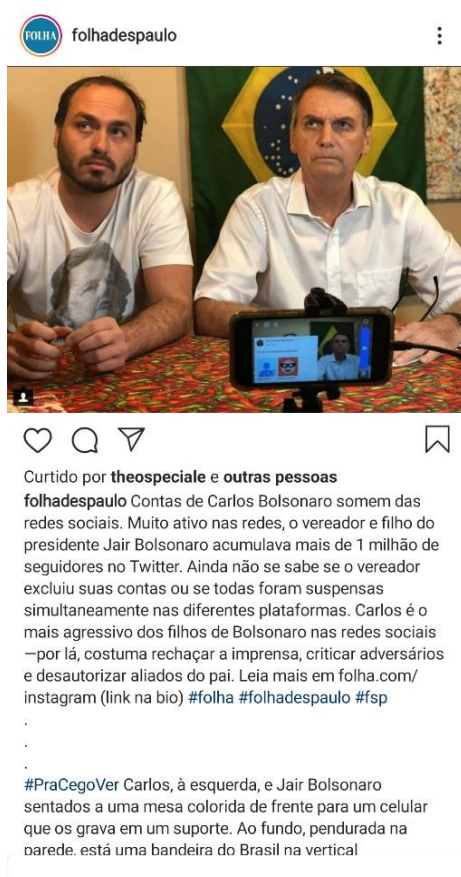 FOLHA
folhadespaulo
Curtido por theospeciale e outras pessoas
folhadespaulo Contas de Carlos Bolsonaro somem das
redes sociais. Muito ativo nas redes, o vereador e filho do
presidente Jair Bolsonaro acumulava mais de 1 milhão de
seguidores no Twitter. Ainda não se sabe se o vereador
excluiu suas contas ou se todas foram suspensas
simultaneamente nas diferentes plataformas. Carlos é o
mais agressivo dos filhos de Bolsonaro nas redes sociais
—por lá, costuma rechaçar a imprensa, criticar adversários
e desautorizar aliados do pai. Leia mais em folha.com/
instagram (link na bio) #folha #folhadespaulo #fsp
.
.
.
#PraCegoVer Carlos, à esquerda, e Jair Bolsonaro
sentados a uma mesa colorida de frente para um celular
que os grava em um suporte. Ao fundo, pendurada na
parede, está uma bandeira do Brasil na vertical